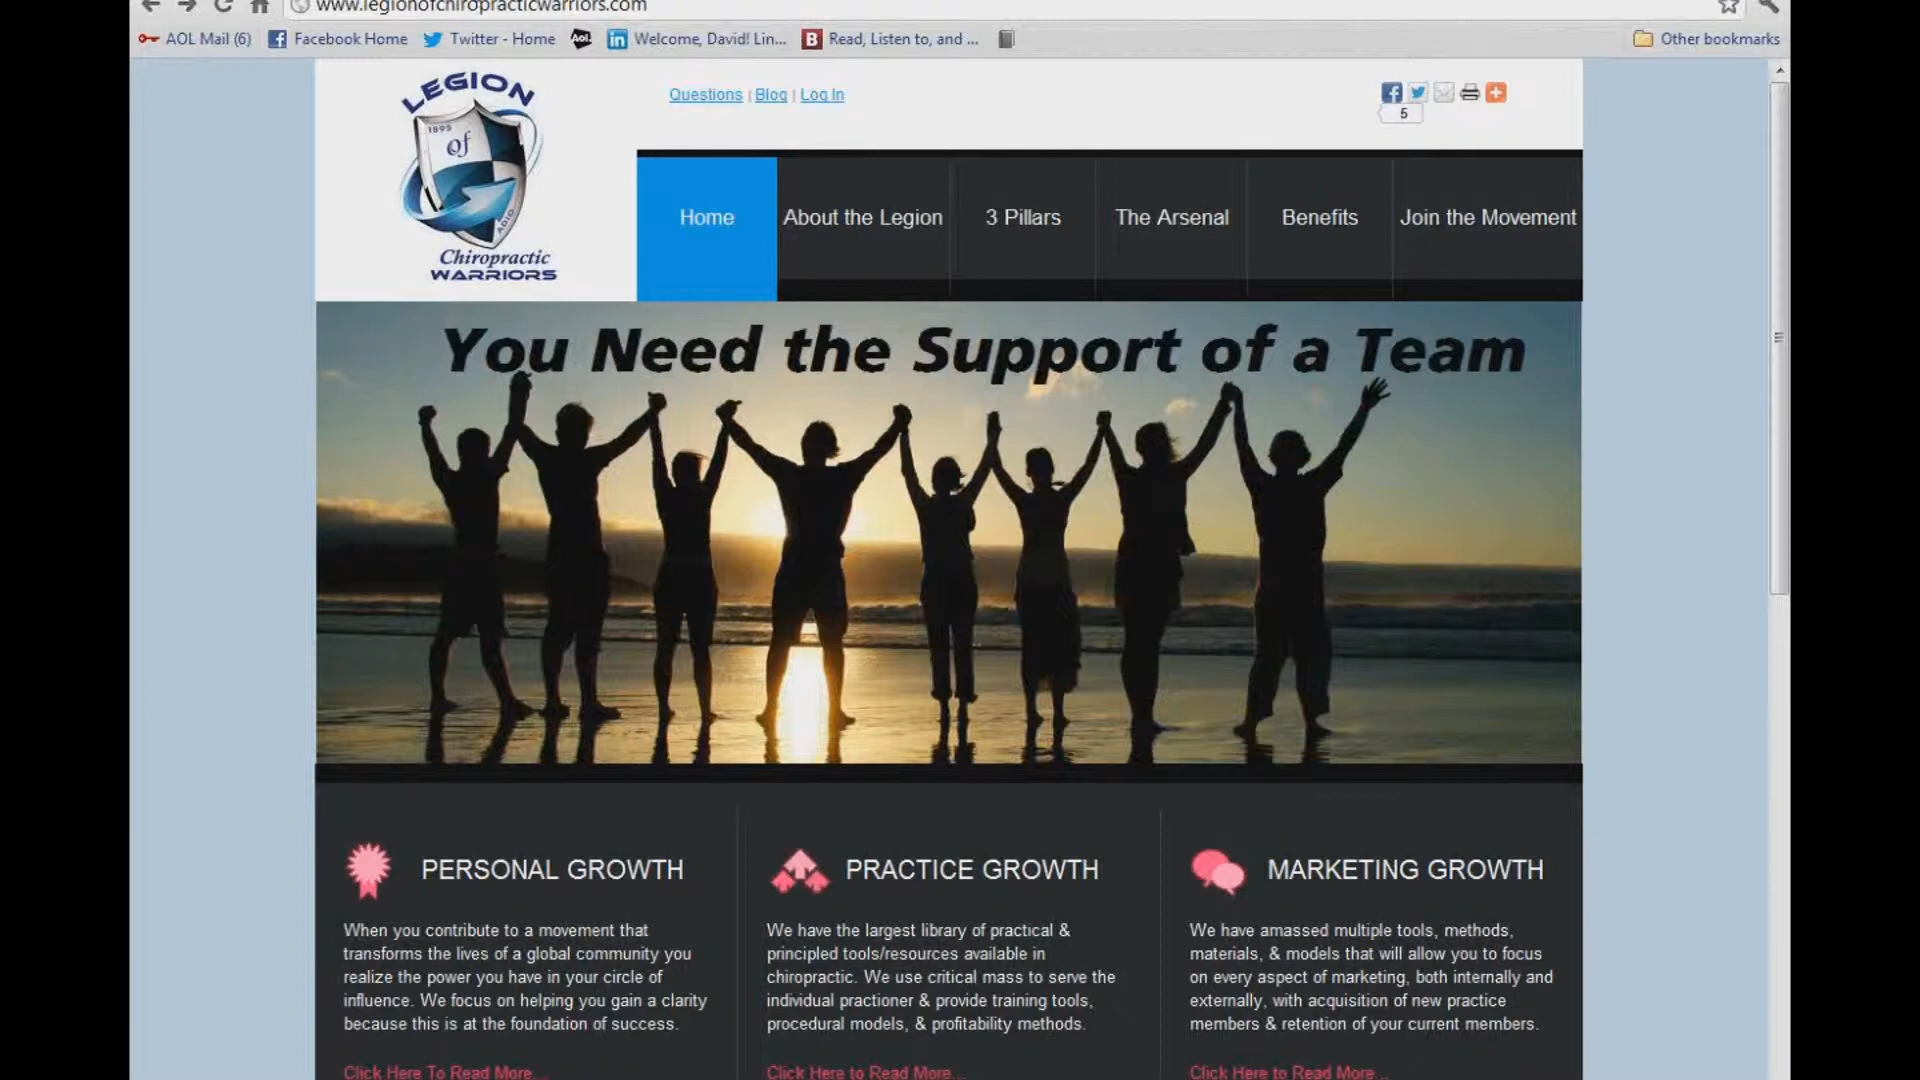 www.legionofchiropracticwarriors.com
AOL Mail (6) Facebook Home Twitter - Home Aol. Welcome, David! Lin... Read, Listen to, and ... Other bookmarks
LEGION
1895
of
ADIO
Chiropractic
WARRIORS
Questions | Blog | Log In
5
Home About the Legion 3 Pillars The Arsenal Benefits Join the Movement
You Need the Support of a Team
PERSONAL GROWTH
When you contribute to a movement that
transforms the lives of a global community you
realize the power you have in your circle of
influence. We focus on helping you gain a clarity
because this is at the foundation of success.
Click Here To Read More...
PRACTICE GROWTH
We have the largest library of practical &
principled tools/resources available in
chiropractic. We use critical mass to serve the
individual practioner & provide training tools,
procedural models, & profitability methods.
Click Here to Read More...
MARKETING GROWTH
We have amassed multiple tools, methods,
materials, & models that will allow you to focus
on every aspect of marketing, both internally and
externally, with acquisition of new practice
members & retention of your current members.
Click Here to Read More...